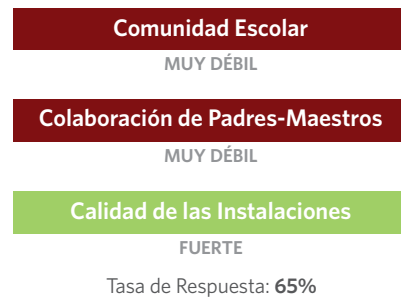 Comunidad Escolar
MUY DÉBIL
Colaboración de Padres-Maestros
MUY DÉBIL
Calidad de las Instalaciones
FUERTE
Tasa de Respuesta: 65%